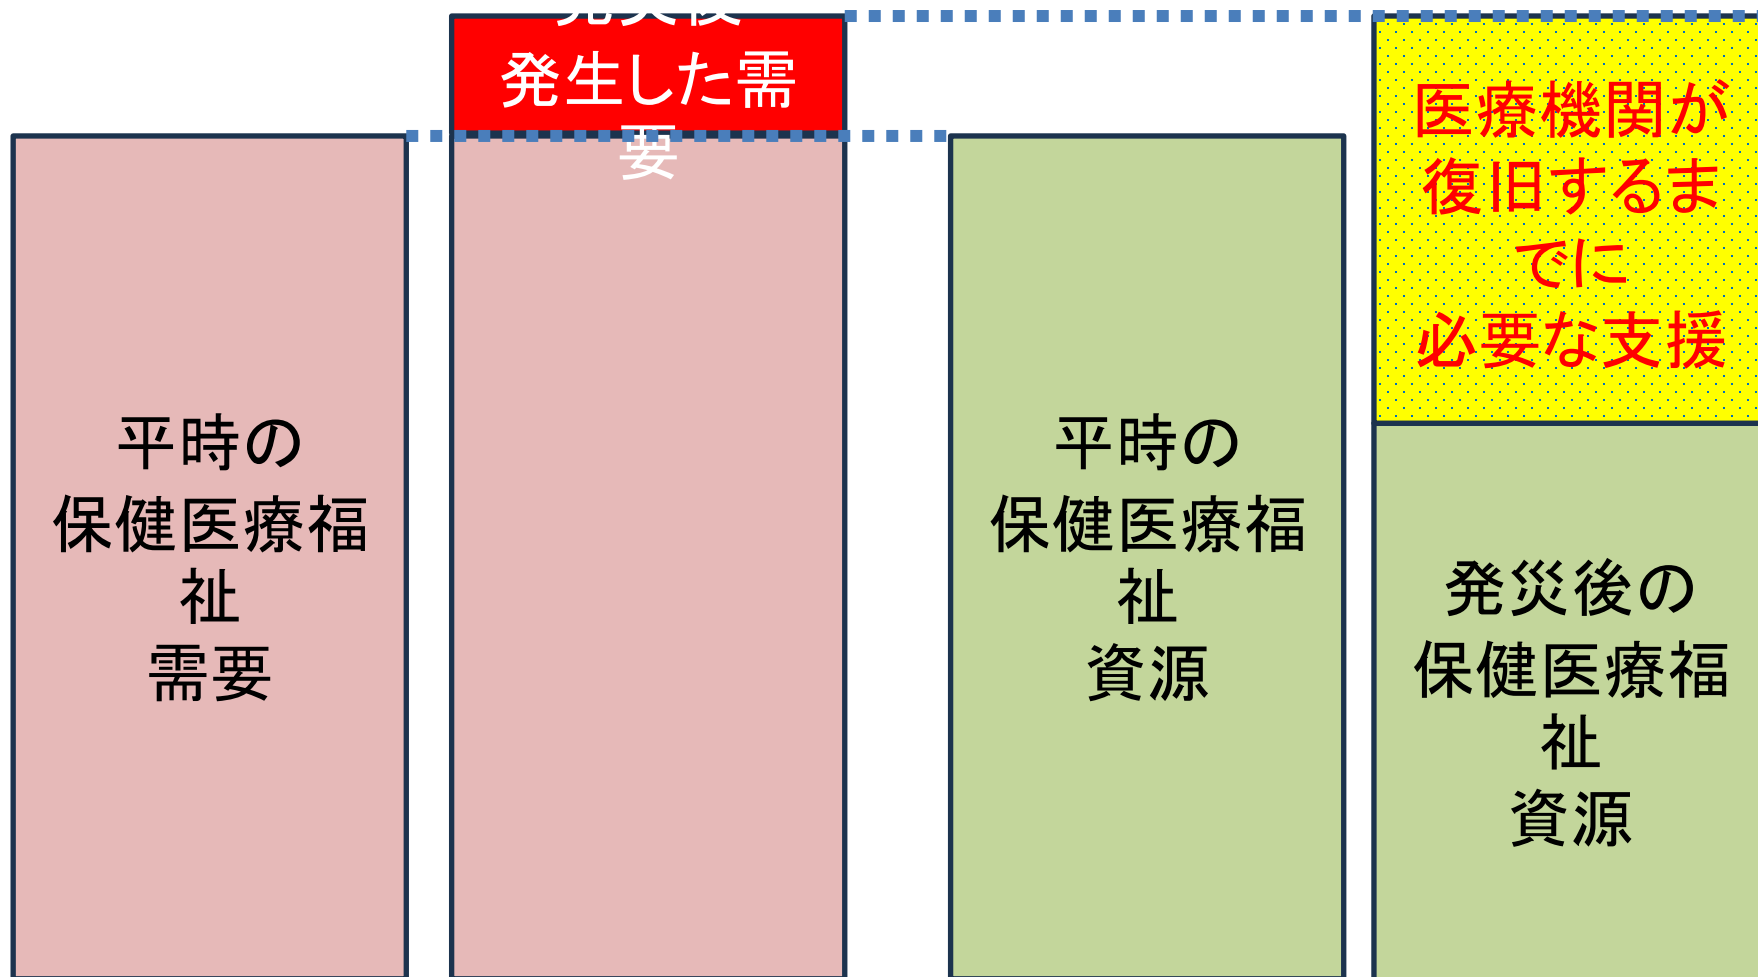 発災後
発生した需
要
医療機関が
復旧するま
でに
必要な支援
平時の
保健医療福
祉
需要
平時の
保健医療福
祉
資源
発災後の
保健医療福
祉
資源